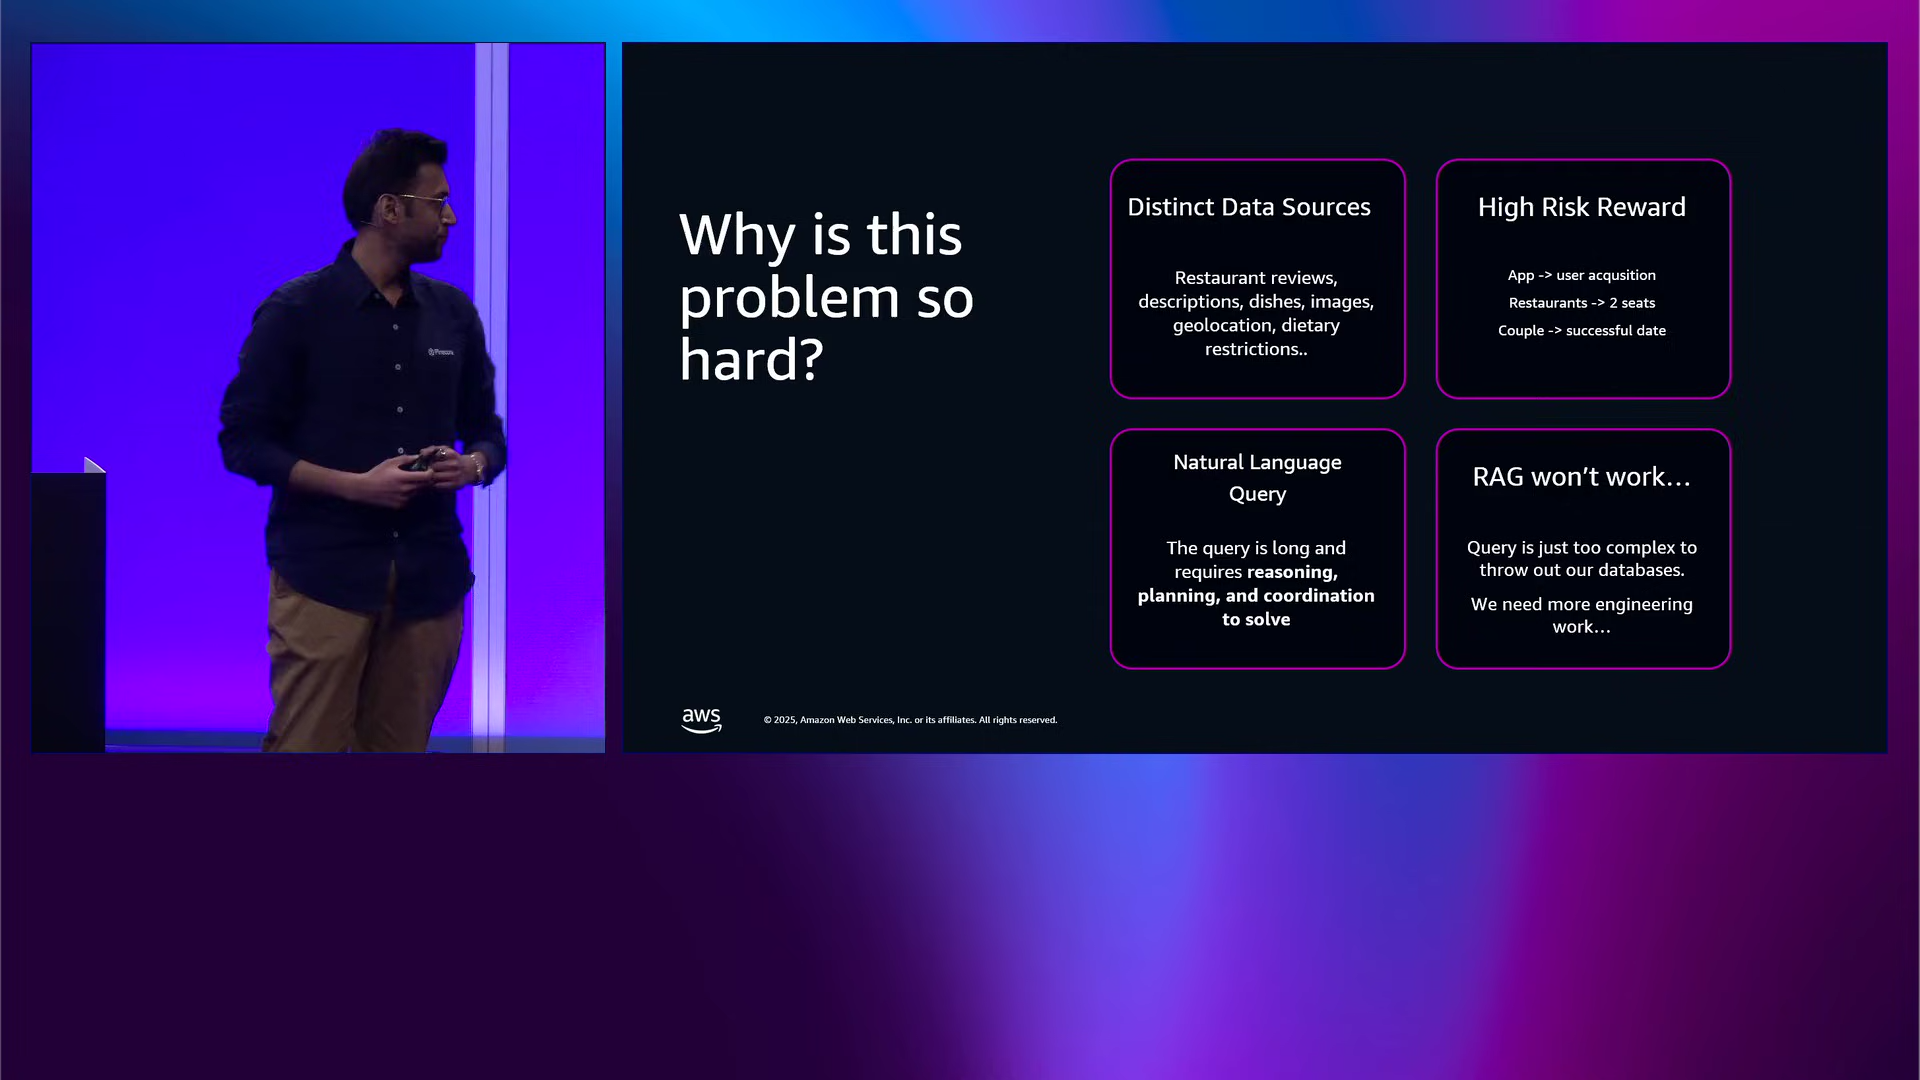 Why is this
problem so
hard?
Distinct Data Sources
Restaurant reviews,
descriptions, dishes, images,
geolocation, dietary
restrictions..
High Risk Reward
App -> user acqusition
Restaurants -> 2 seats
Couple -> successful date
Natural Language
Query
The query is long and
requires reasoning,
planning, and coordination
to solve
RAG won’t work...
Query is just too complex to
throw out our databases.
We need more engineering
work...
aws
© 2025, Amazon Web Services, Inc. or its affiliates. All rights reserved.